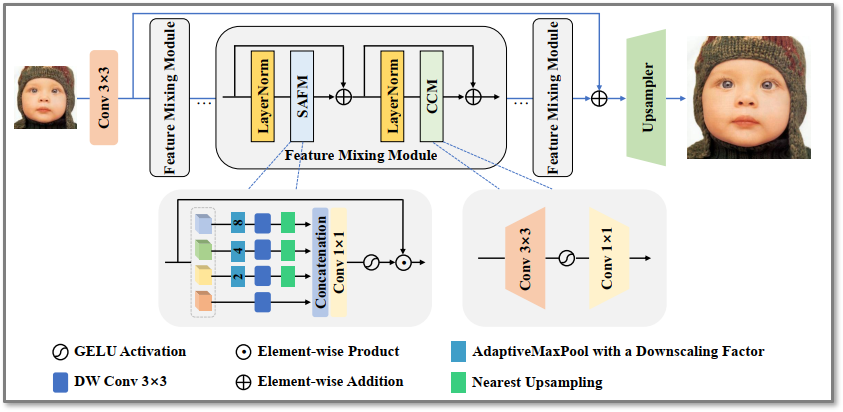 Conv 3×3
Feature Mixing Module
...
LayerNorm
SAFM
LayerNorm
CCM
Feature Mixing Module
...
Feature Mixing Module
Upsampler
8
4
2
Concatenation
Conv 1×1
Conv 3×3
Conv 1×1
GELU Activation
Element-wise Product
AdaptiveMaxPool with a Downscaling Factor
DW Conv 3×3
Element-wise Addition
Nearest Upsampling